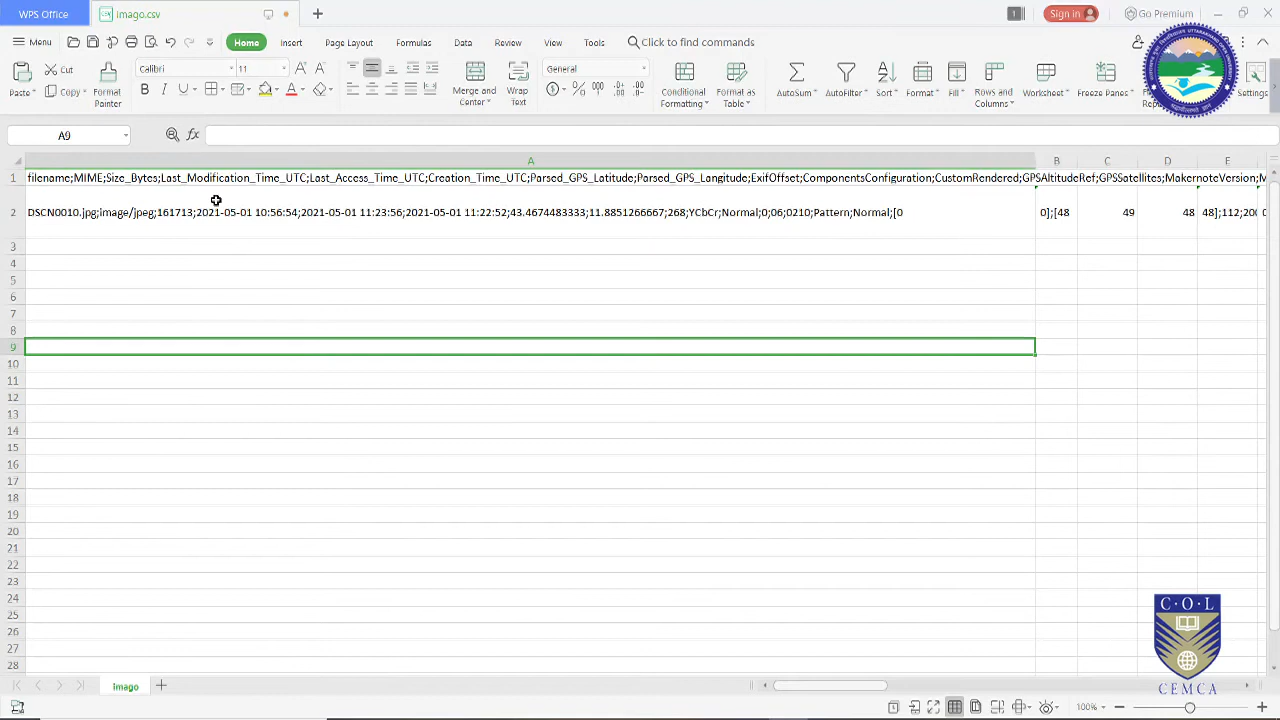 WPS Office
Imago.csv
1
Sign in
Go Premium
Menu
Home
Insert
Page Layout
Formulas
Data
Review
View
Tools
Click to find commands
Paste
Cut
Copy
Format Painter
Calibri
11
B I U
Merge and Center
Wrap Text
General
Conditional Formatting
Format as Table
AutoSum
AutoFilter
Sort
Format
Fill
Rows and Columns
Worksheet
Freeze Panes
Settings
A9
fx
A B C D E
1 filename;MIME;Size_Bytes;Last_Modification_Time_UTC;Last_Access_Time_UTC;Creation_Time_UTC;Parsed_GPS_Latitude;Parsed_GPS_Langitude;ExifOffset;ComponentsConfiguration;CustomRendered;GPSAltitudeRef;GPSSatellites;MakernoteVersion;M
2 DSCN0010.jpg;image/jpeg;161713;2021-05-01 10:56:54;2021-05-01 11:23:56;2021-05-01 11:22:52;43.4674483333;11.8851266667;268;YCbCr;Normal;0;06;0210;Pattern;Normal;[0 0];[48 49 48 48];112;200
3
4
5
6
7
8
9
10
11
12
13
14
15
16
17
18
19
20
21
22
23
24
25
26
27
28
Imago
100%
C·O·L
CEMCA